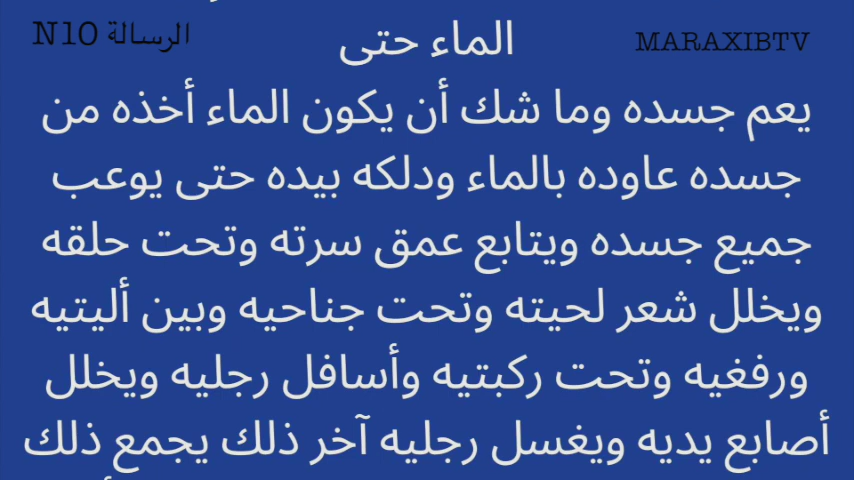 الرسالة N10
MARAXIBTV
الماء حتى
يعم جسده وما شك أن يكون الماء أخذه من
جسده عاوده بالماء ودلكه بيده حتى يوعب
جميع جسده ويتابع عمق سرته وتحت حلقه
ويخلل شعر لحيته وتحت جناحيه وبين أليتيه
ورفغيه وتحت ركبتيه وأسافل رجليه ويخلل
أصابع يديه ويغسل رجليه آخر ذلك يجمع ذلك